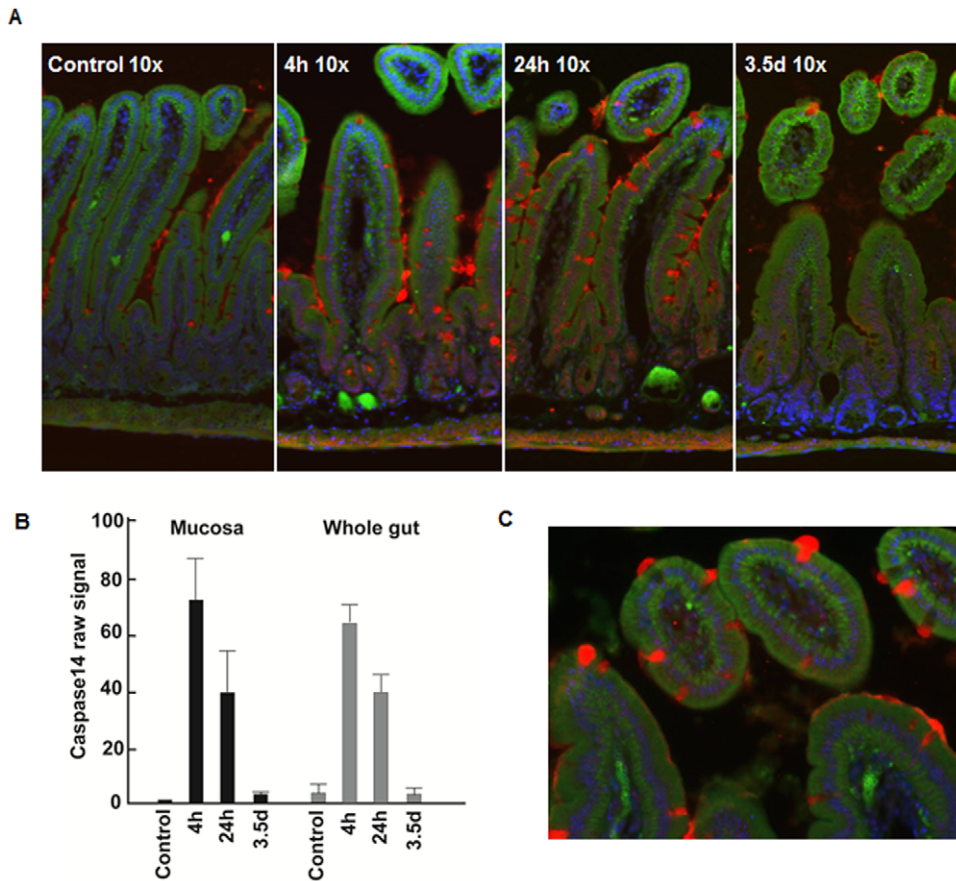 A
Control 10x
4h 10x
24h 10x
3.5d 10x
B
Caspase14 raw signal
100
80
60
40
20
0
Mucosa
Whole gut
Control
4h
24h
3.5d
Control
4h
24h
3.5d
C